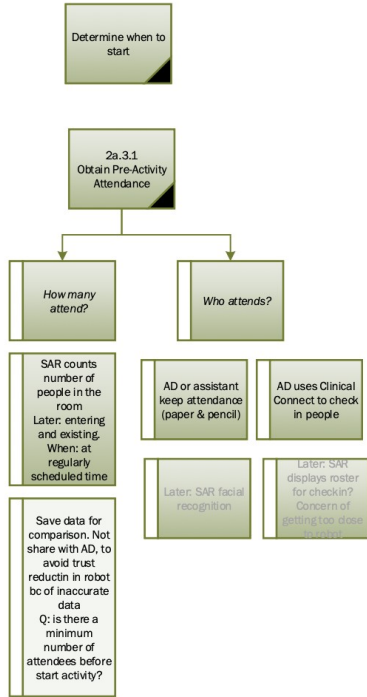 Determine when to
start
2a.3.1
Obtain Pre-Activity
Attendance
How many
attend?
Who attends?
SAR counts
number of
people in the
room
Later: entering
and existing.
When: at
regularly
scheduled time
AD or assistant
keep attendance
(paper & pencil)
AD uses Clinical
Connect to check
in people
Later: SAR facial
recognition
Later: SAR
displays roster
for checkin?
Concern of
getting too close
to robot
Save data for
comparison. Not
share with AD, to
avoid trust
reductin in robot
bc of inaccurate
data
Q: is there a
minimum
number of
attendees before
start activity?